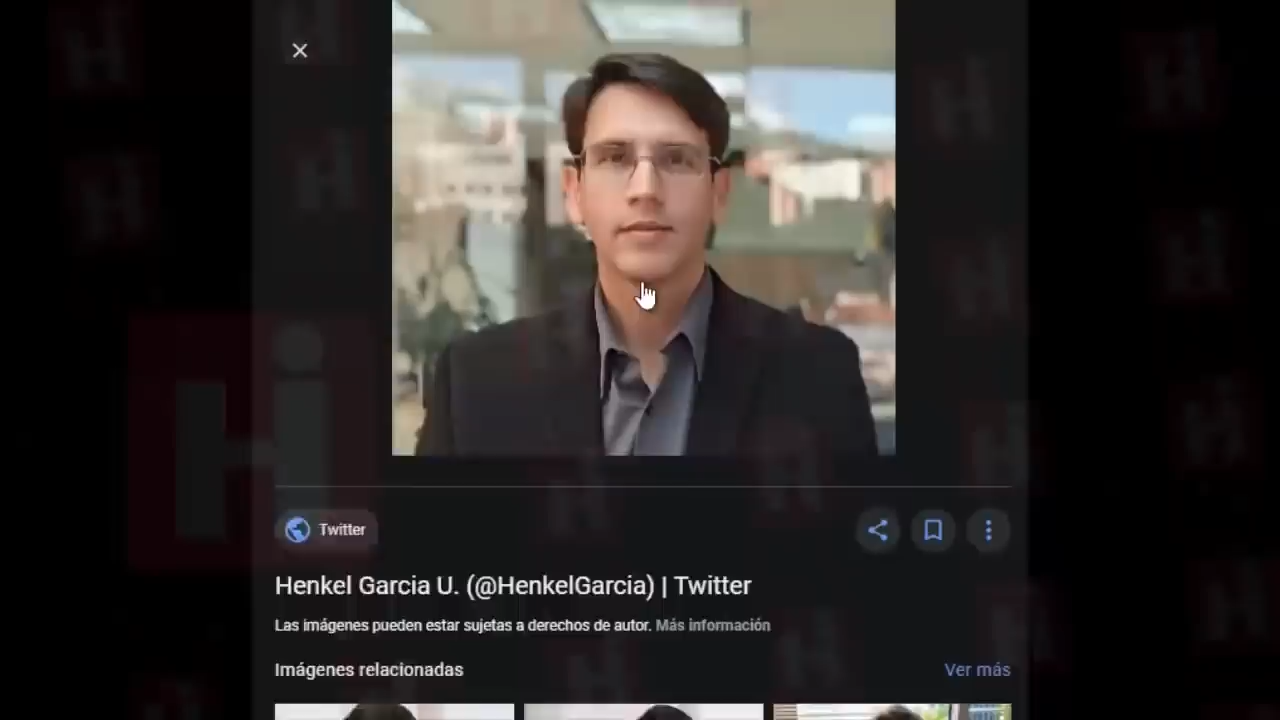 Twitter
Henkel Garcia U. (@HenkelGarcia) | Twitter
Las imágenes pueden estar sujetas a derechos de autor. Más información
Imágenes relacionadas
Ver más